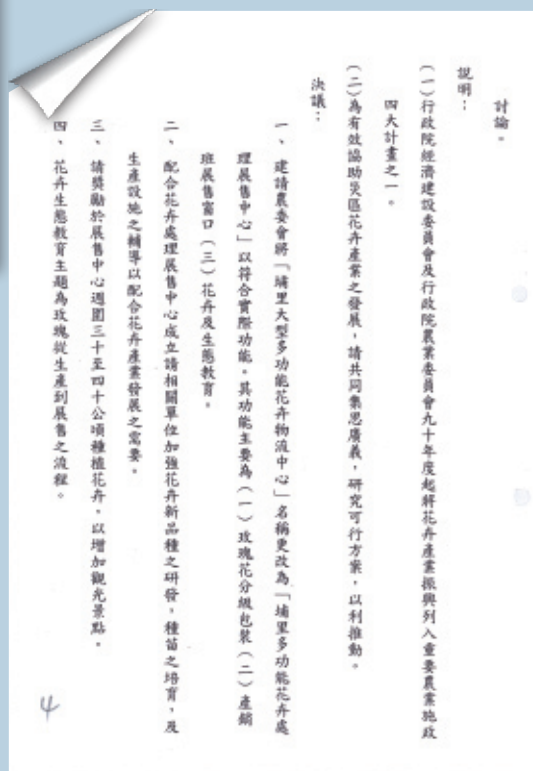 討論。
說明：
(一)行政院經濟建設委員會及行政院農業委員會九十年度起將花卉產業振興列入重要農業施政
四大計畫之一。
(二)為有效協助災區花卉產業之發展，請共同集思廣義，研究可行方案，以利推動。
決議：
一、建請農委會將「埔里大型多功能花卉物流中心」名稱更改為「埔里多功能花卉處
理展售中心」以符合實際功能。其功能主要為(一)玫瑰花分級包裝(二)產銷
班展售窗口(三)花卉及生態教育。
二、配合花卉處理展售中心成立請相關單位加強花卉新品種之研發，種苗之培育，及
生產設施之輔導以配合花卉產業發展之需要。
三、請獎勵於展售中心週圍三十至四十公頃種植花卉，以增加觀光景點。
四、花卉生態教育主題為玫瑰從生產到展售之流程。
4